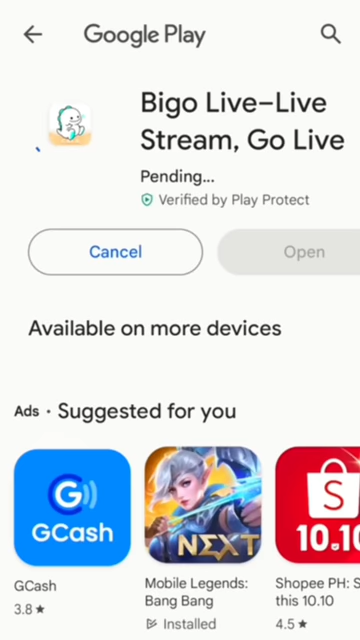 Google Play
Bigo Live–Live
Stream, Go Live
Pending...
Verified by Play Protect
Cancel
Open
Available on more devices
Ads • Suggested for you
G
GCash
NEXT
S
10.10
GCash
3.8 ★
Mobile Legends:
Bang Bang
Installed
Shopee PH: S
this 10.10
4.5 ★